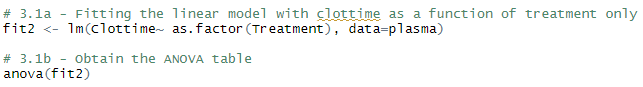 # 3.1a - Fitting the linear model with clottime as a function of treatment only
fit2 <- lm(Clottime~ as.factor(Treatment), data=plasma)
# 3.1b - Obtain the ANOVA table
anova(fit2)